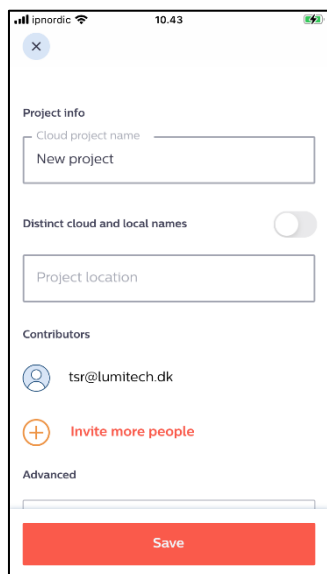 ipnordic
10.43
Project info
Cloud project name
New project
Distinct cloud and local names
Project location
Contributors
tsr@lumitech.dk
Invite more people
Advanced
Save